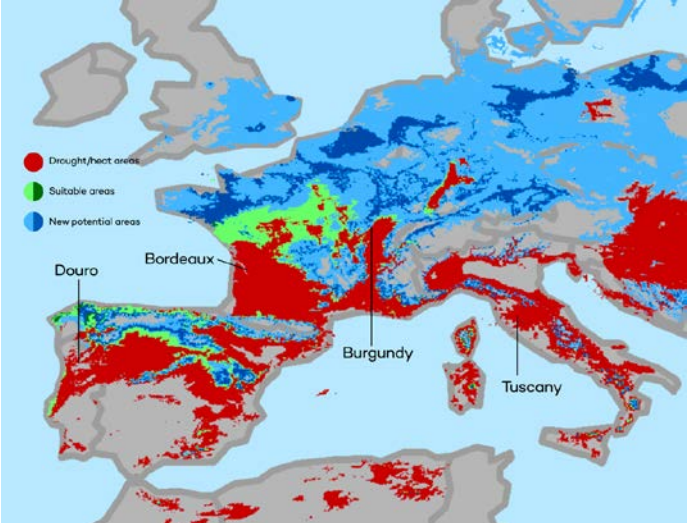 Drought/heat areas
Suitable areas
New potential areas
Bordeaux
Douro
Burgundy
Tuscany